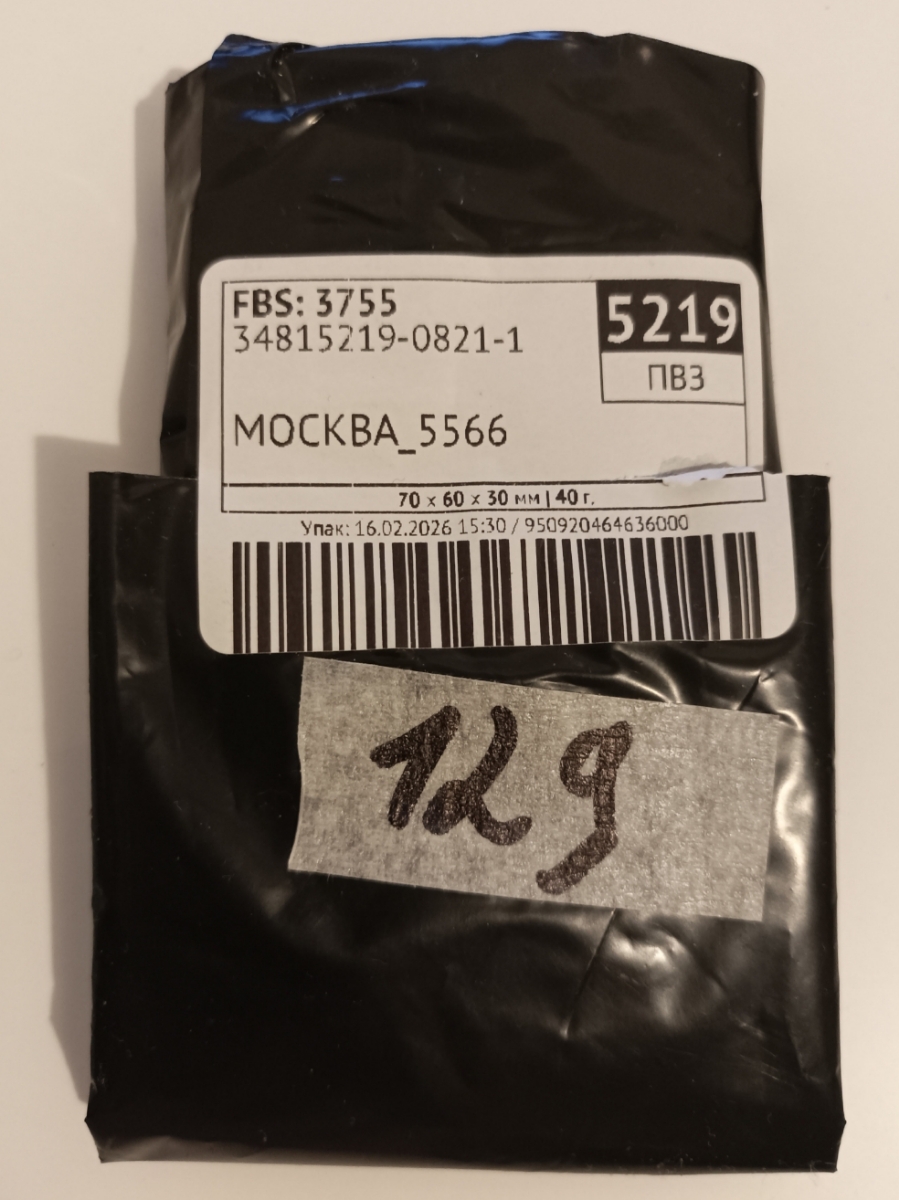 FBS: 3755
34815219-0821-1
5219
ПВЗ
МОСКВА_5566
70 x 60 x 30 мм | 40 г.
Упак: 16.02.2026 15:30 / 950920464636000
129